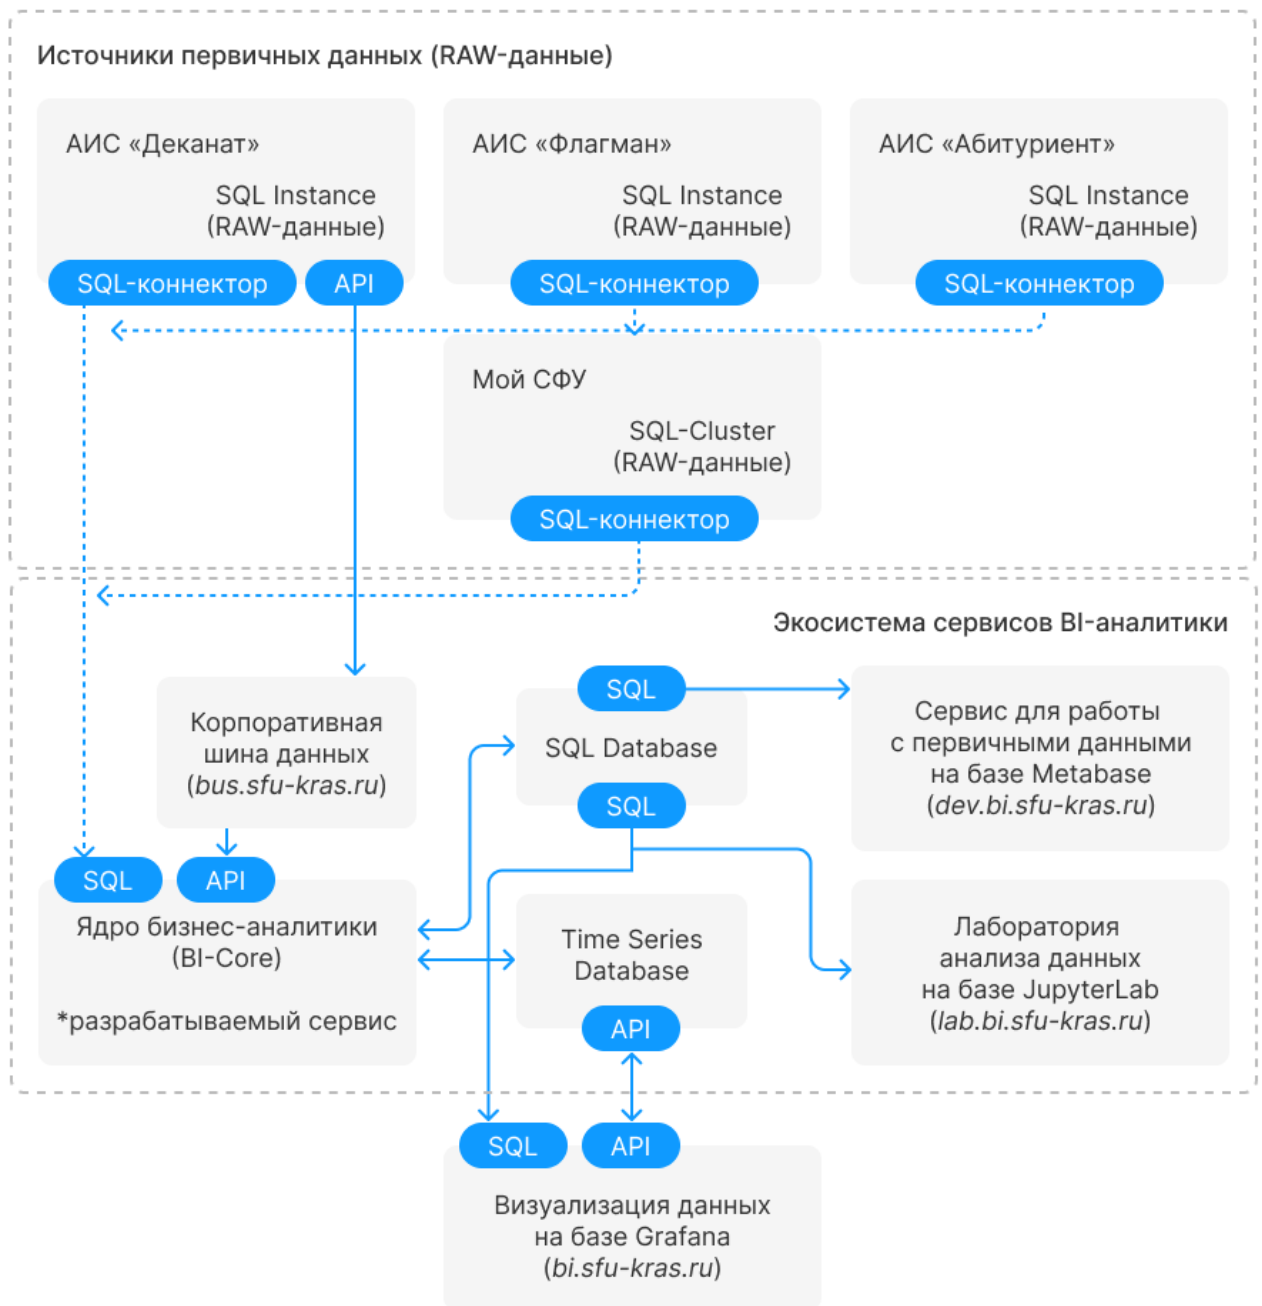 Источники первичных данных (RAW-данные)
АИС «Деканат»
SQL Instance
(RAW-данные)
SQL-коннектор
API
АИС «Флагман»
SQL Instance
(RAW-данные)
SQL-коннектор
АИС «Абитуриент»
SQL Instance
(RAW-данные)
SQL-коннектор
Мой СФУ
SQL-Cluster
(RAW-данные)
SQL-коннектор
Экосистема сервисов BI-аналитики
Корпоративная
шина данных
(bus.sfu-kras.ru)
SQL
SQL Database
SQL
Сервис для работы
с первичными данными
на базе Metabase
(dev.bi.sfu-kras.ru)
SQL
API
Ядро бизнес-аналитики
(BI-Core)
*разрабатываемый сервис
Time Series
Database
API
Лаборатория
анализа данных
на базе JupyterLab
(lab.bi.sfu-kras.ru)
SQL
API
Визуализация данных
на базе Grafana
(bi.sfu-kras.ru)